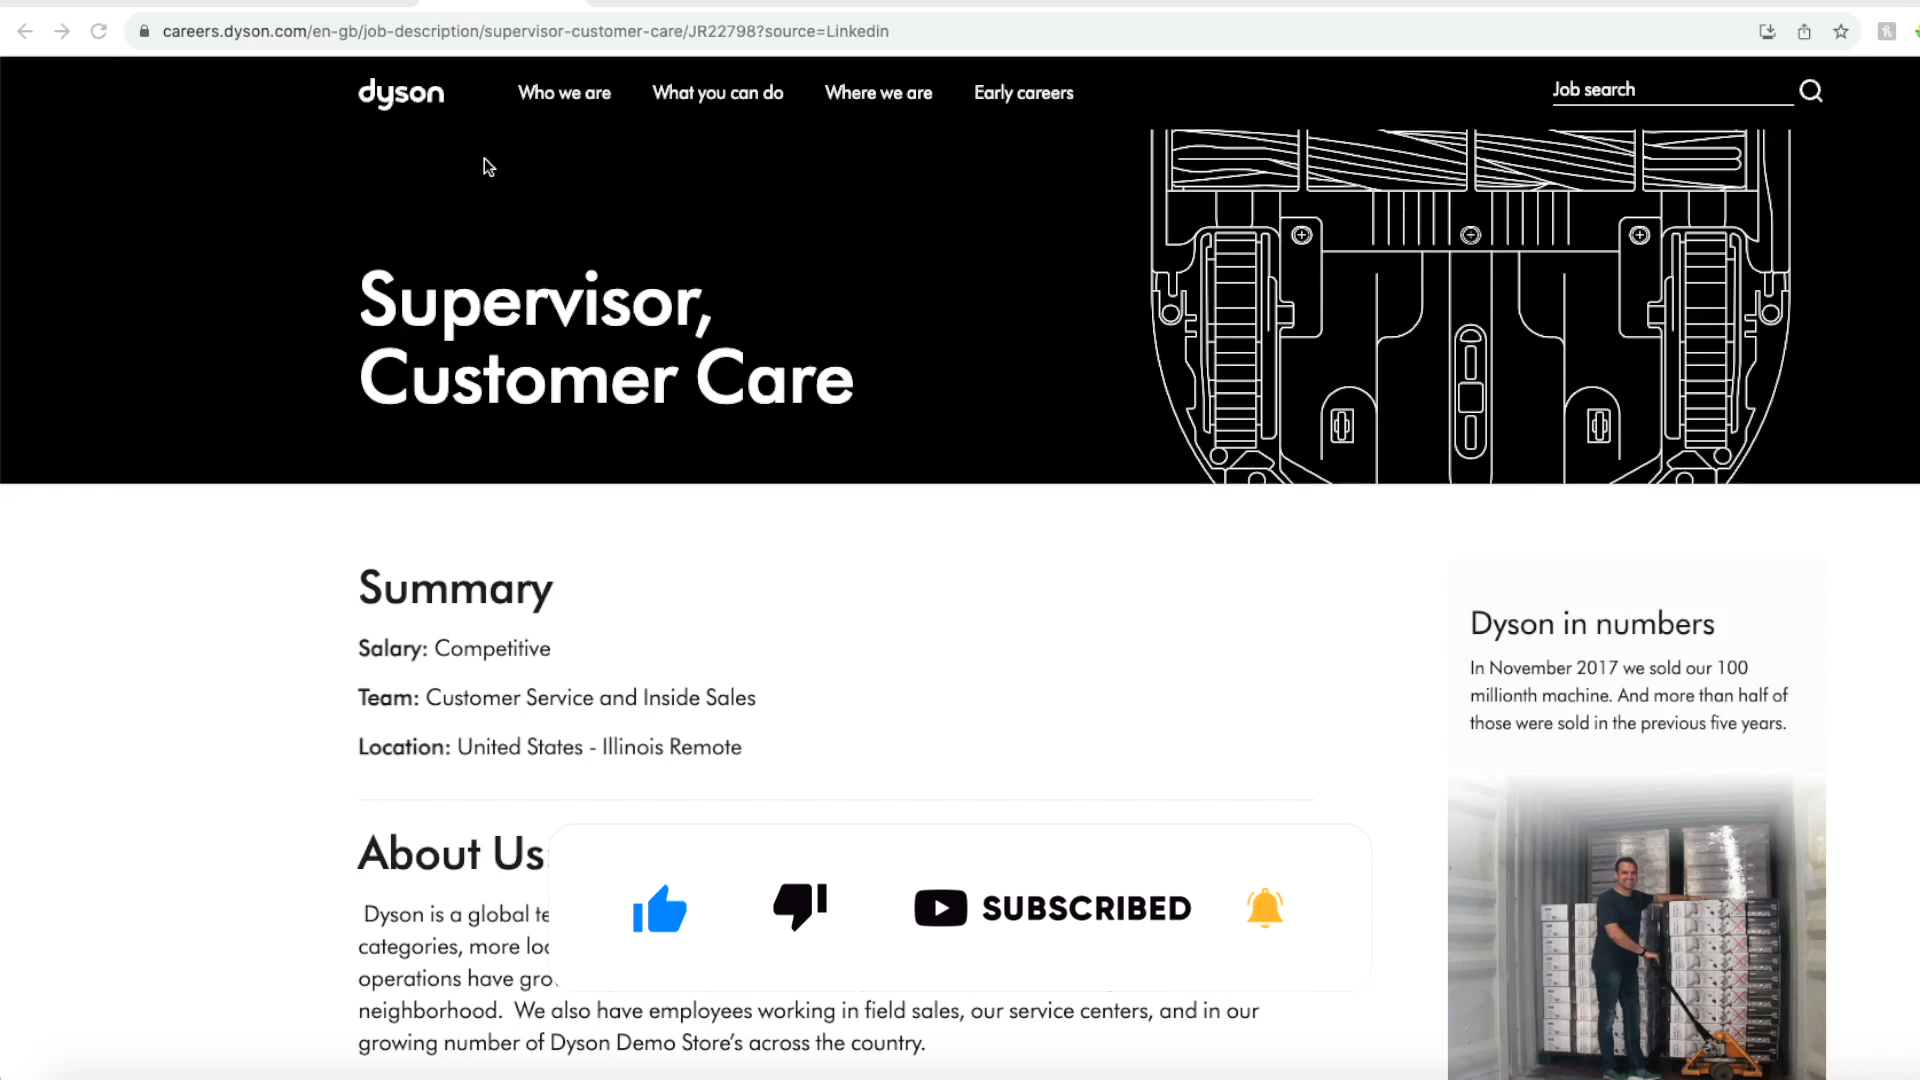 careers.dyson.com/en-gb/job-description/supervisor-customer-care/JR22798?source=Linkedin
dyson
Who we are
What you can do
Where we are
Early careers
Job search
Supervisor,
Customer Care
Summary
Salary: Competitive
Team: Customer Service and Inside Sales
Location: United States - Illinois Remote
Dyson in numbers
In November 2017 we sold our 100
millionth machine. And more than half of
those were sold in the previous five years.
About Us
Dyson is a global
categories, more
operations have
neighborhood. We also have employees working in field sales, our service centers, and in our
growing number of Dyson Demo Store's across the country.
SUBSCRIBED